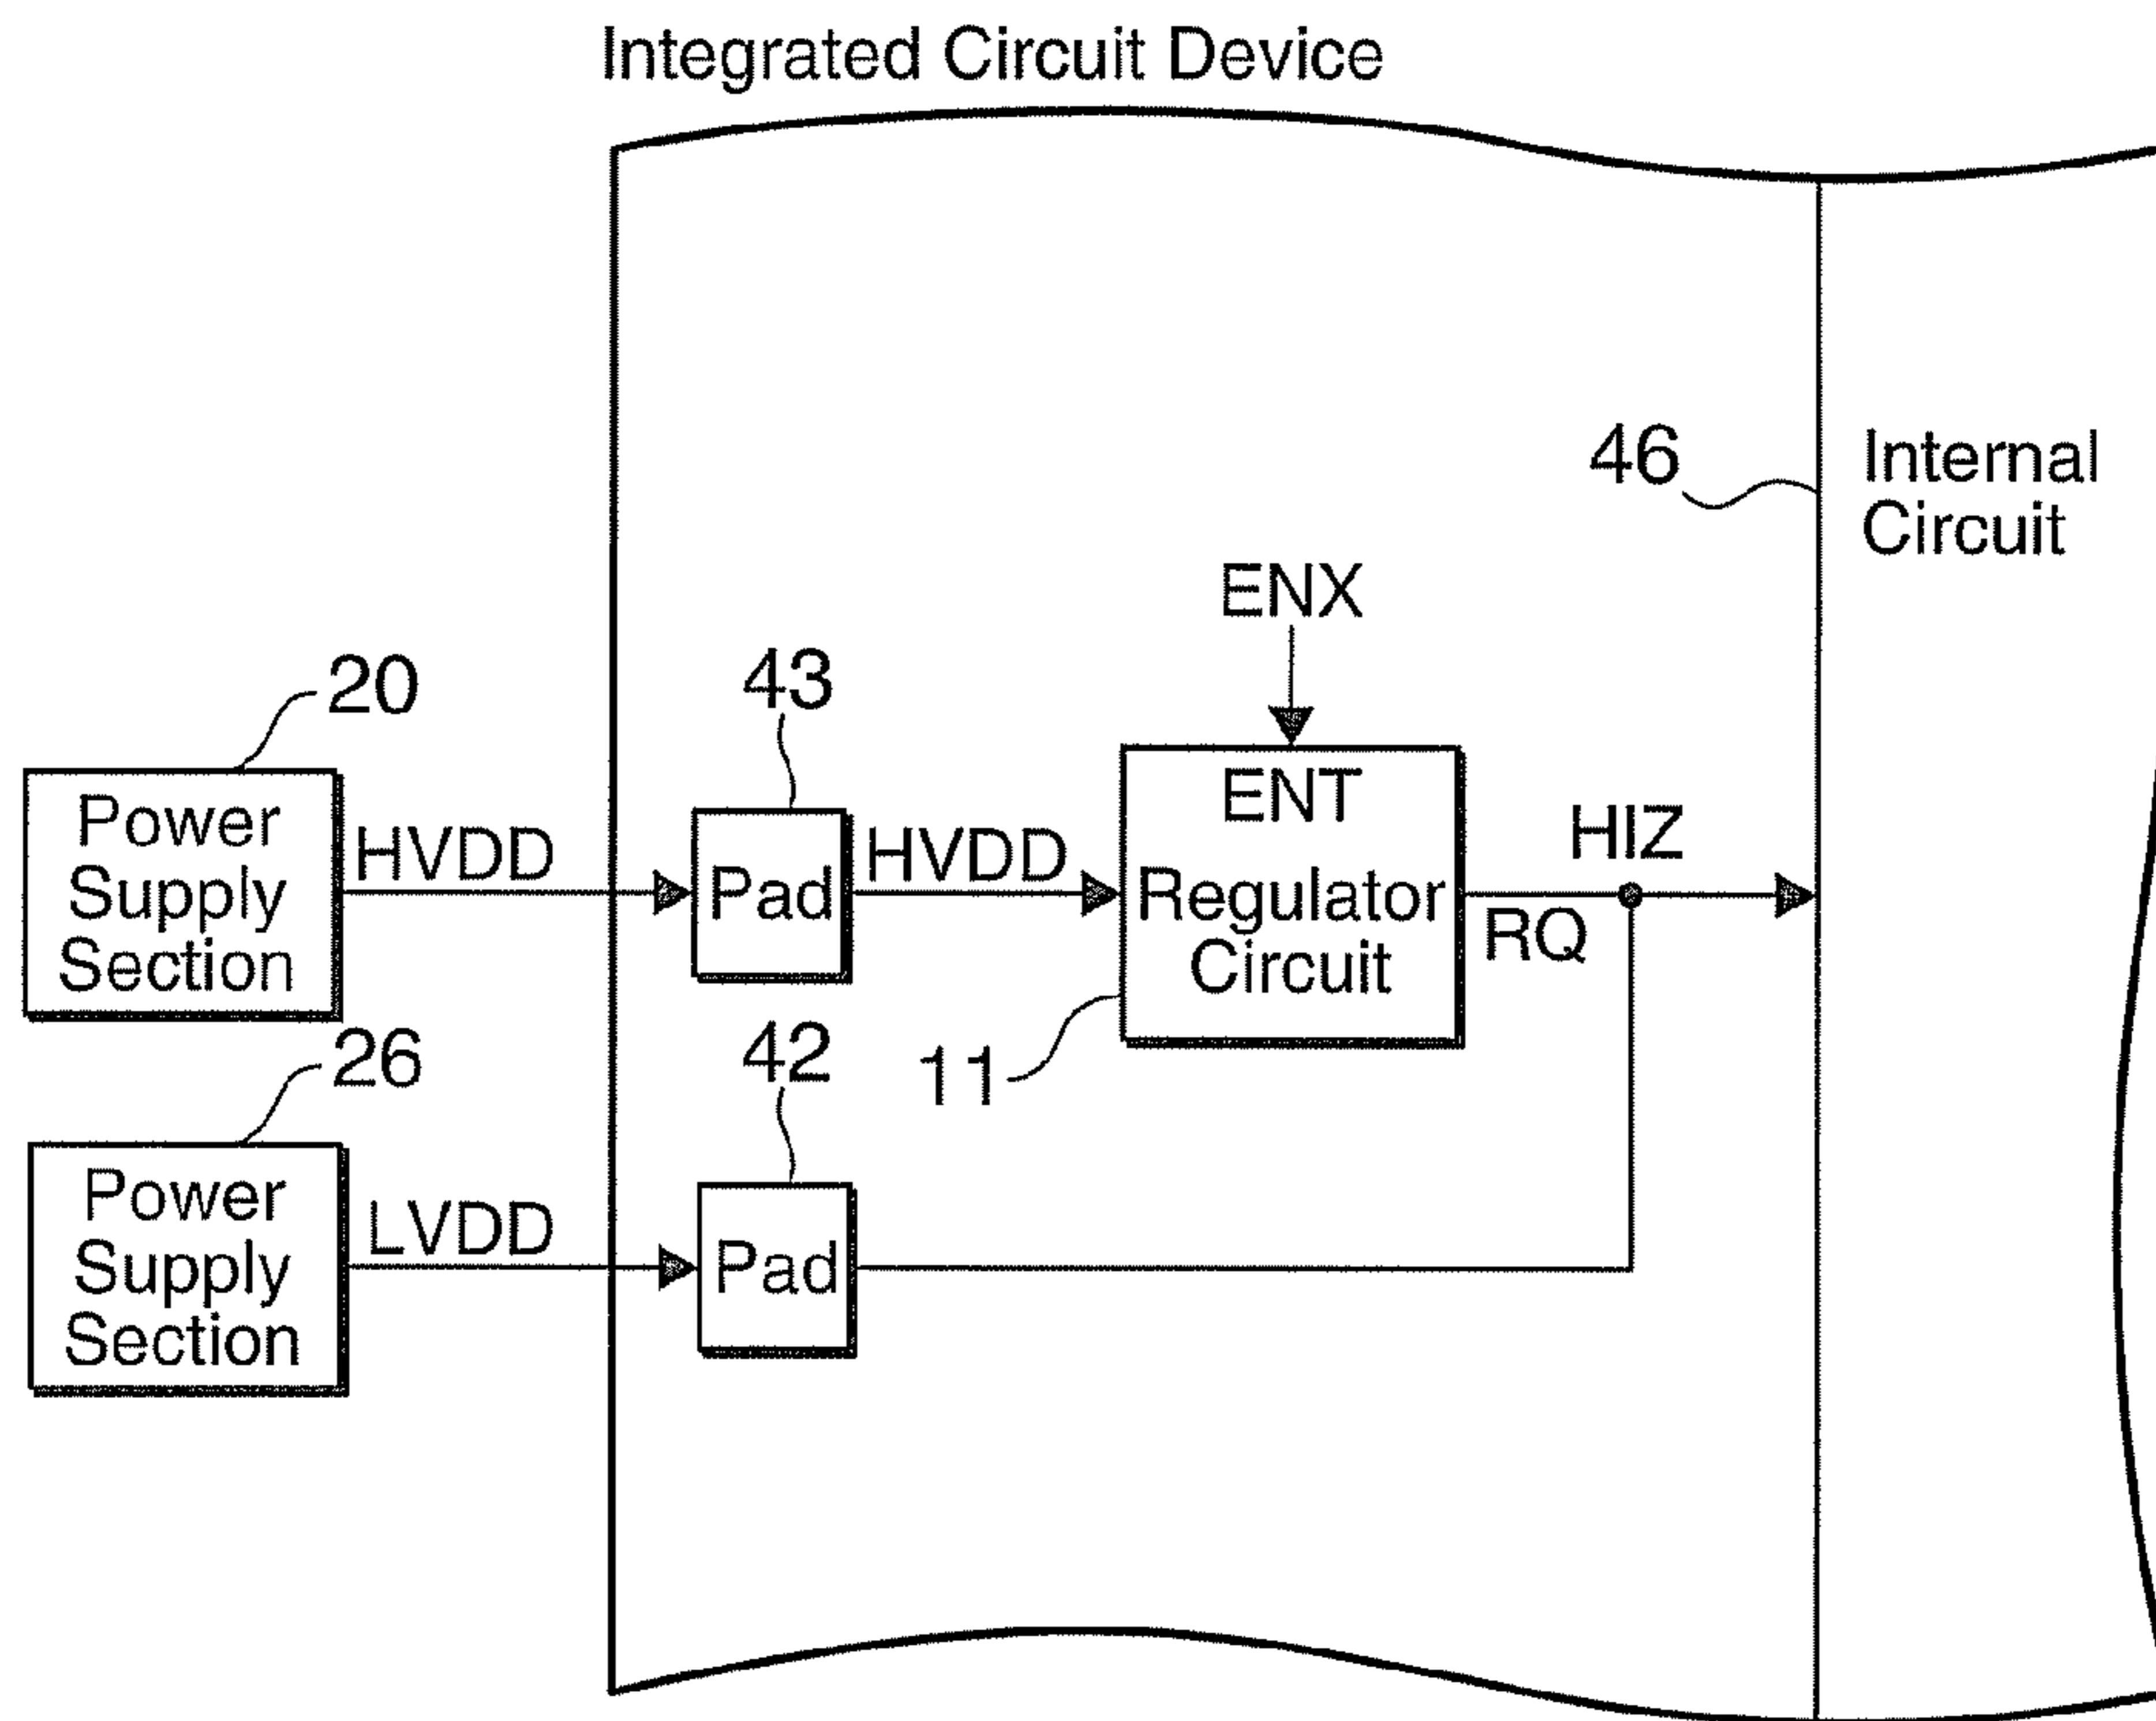 Integrated Circuit Device
46
Internal
Circuit
ENX
20
43
Power
Supply
Section
HVDD
Pad
HVDD
ENT
Regulator
Circuit
HIZ
RQ
26
42
11
Power
Supply
Section
LVDD
Pad